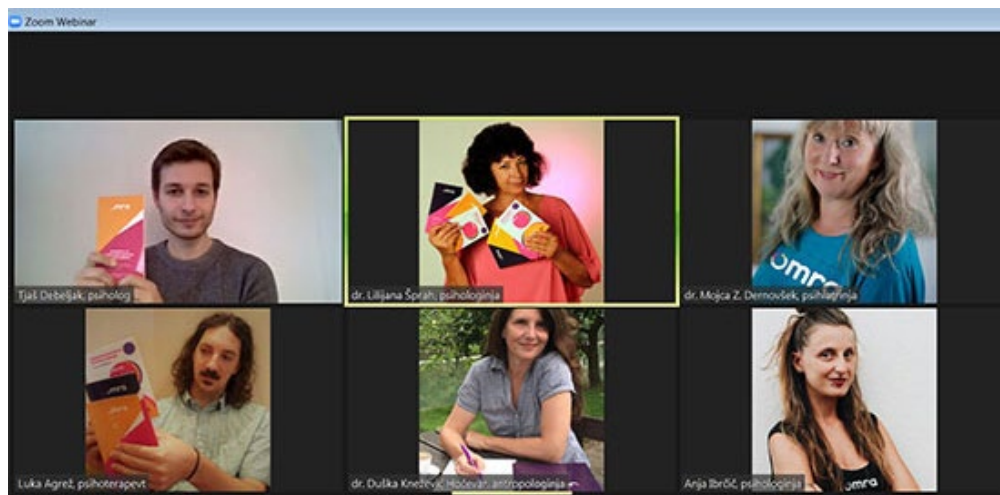 Zoom Webinar
Tjaš Debeljak, psiholog
dr. Lilijana Šprah, psihologinja
dr. Mojca Z. Dernovšek, psihiatrinja
omra
Luka Agrež, psihoterapevt
dr. Duška Knežević Hočevar, antropologinja
Anja Ibrčič, psihologinja
omra